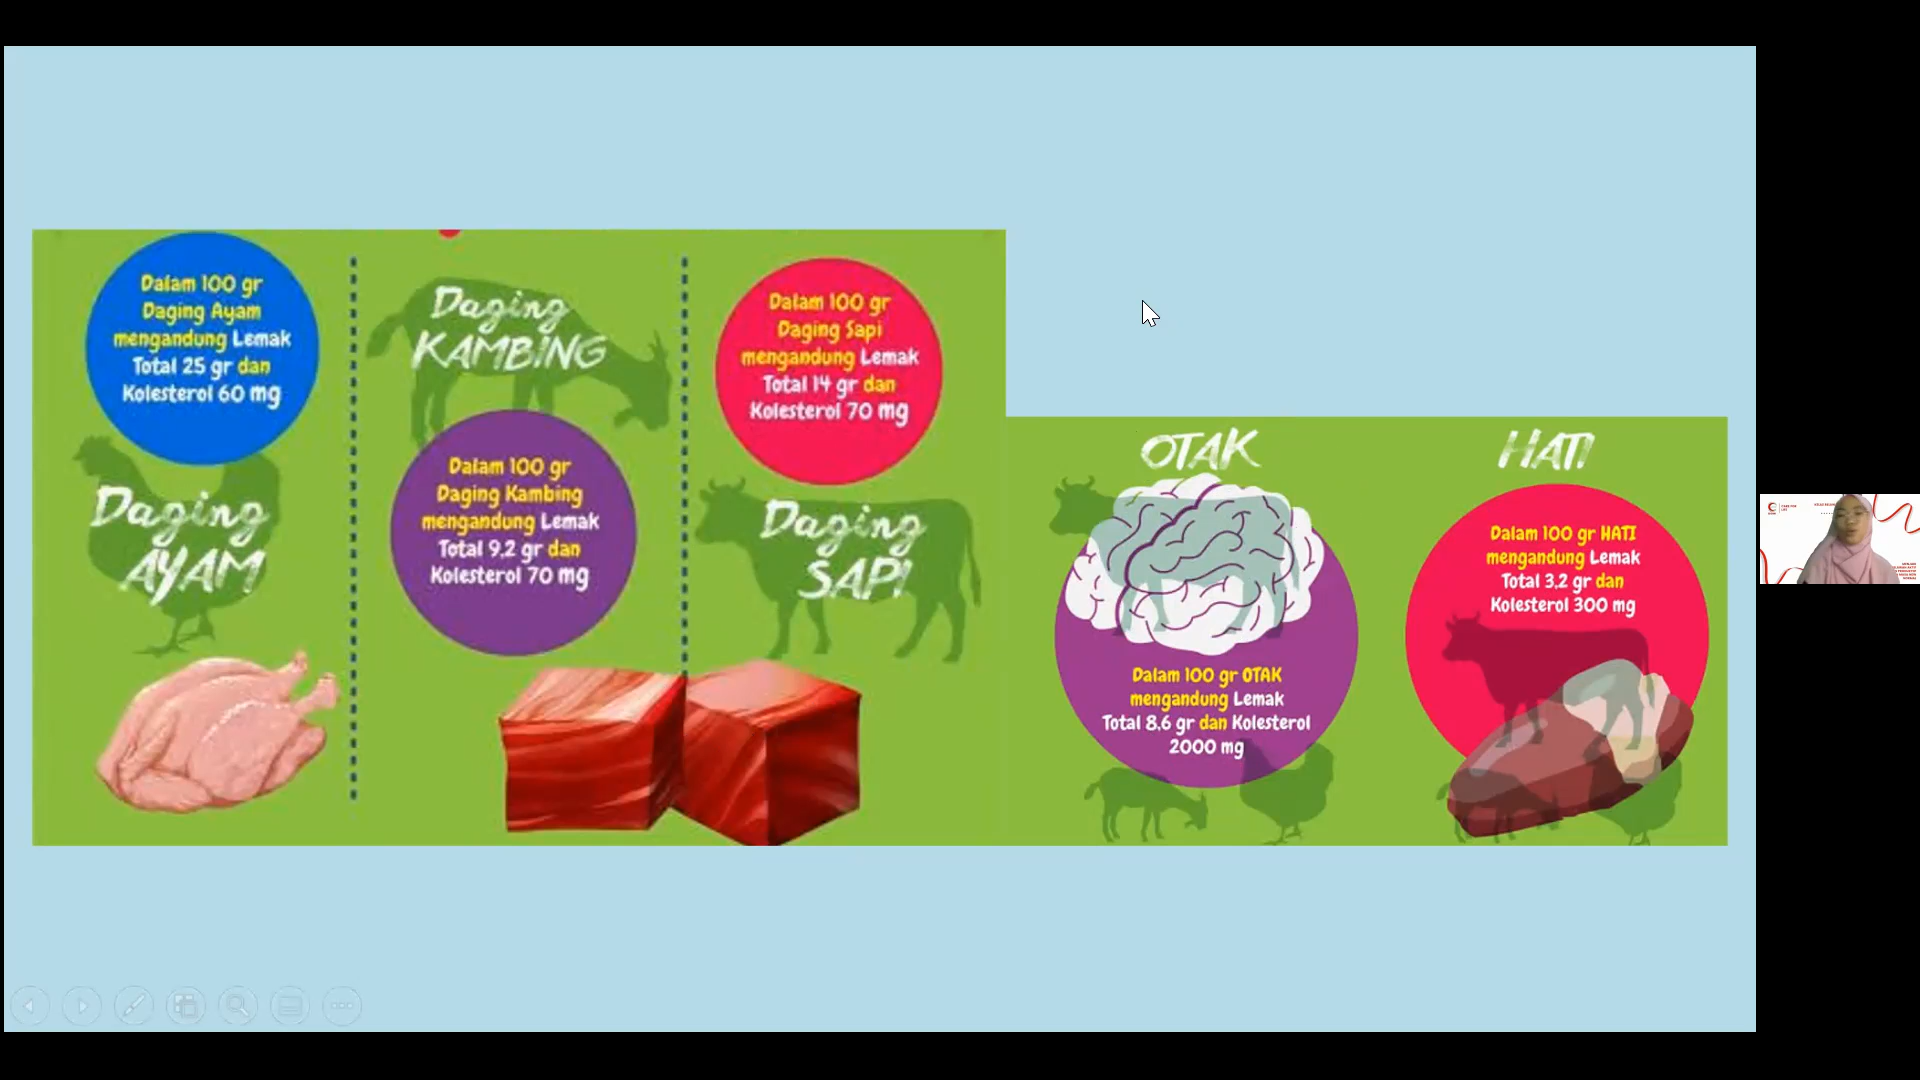 Dalam 100 gr
Daging Ayam
mengandung Lemak
Total 25 gr dan
Kolesterol 60 mg
Daging
AYAM
Daging
KAMBING
Dalam 100 gr
Daging Kambing
mengandung Lemak
Total 9,2 gr dan
Kolesterol 70 mg
Dalam 100 gr
Daging Sapi
mengandung Lemak
Total 14 gr dan
Kolesterol 70 mg
Daging
SAPI
OTAK
Dalam 100 gr OTAK
mengandung Lemak
Total 8,6 gr dan Kolesterol
2000 mg
HATI
Dalam 100 gr HATI
mengandung Lemak
Total 3,2 gr dan
Kolesterol 300 mg